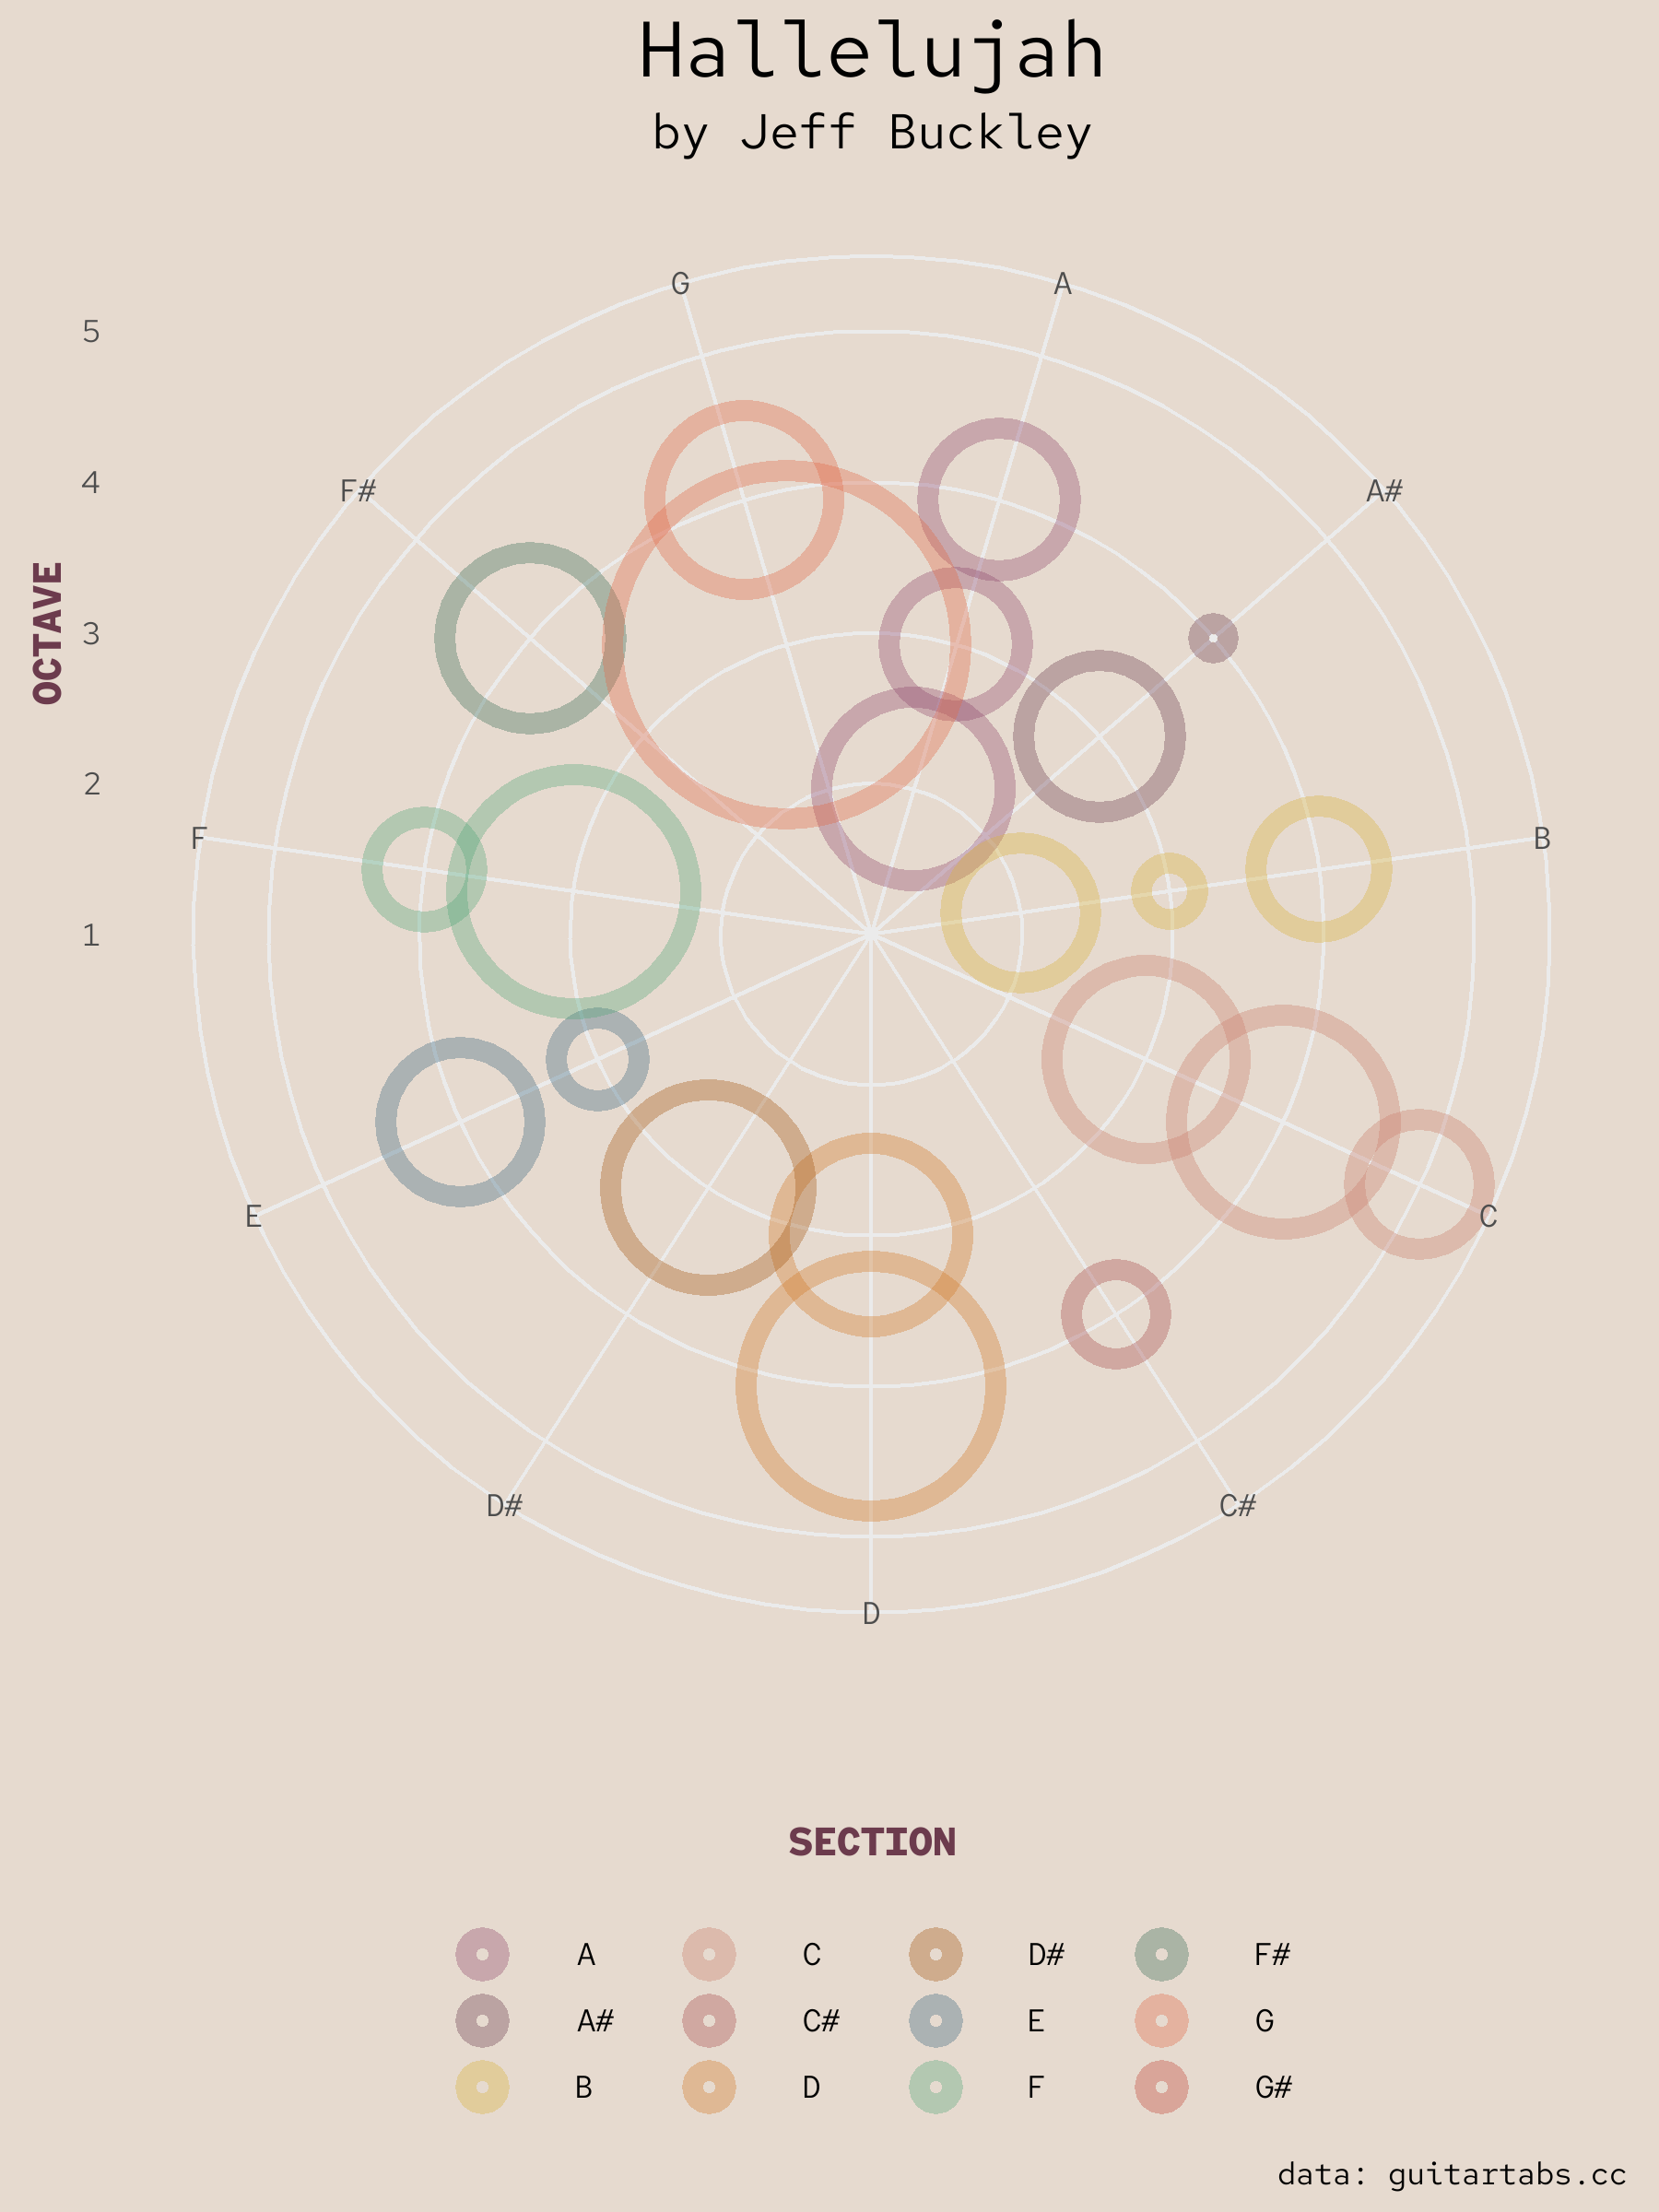 Hallelujah
by Jeff Buckley
G
A
5
4
F#
A#
OCTAVE
3
2
F
B
1
E
C
D#
C#
D
SECTION
A C D# F#
A# C# E G
B D F G#
data: guitartabs.cc